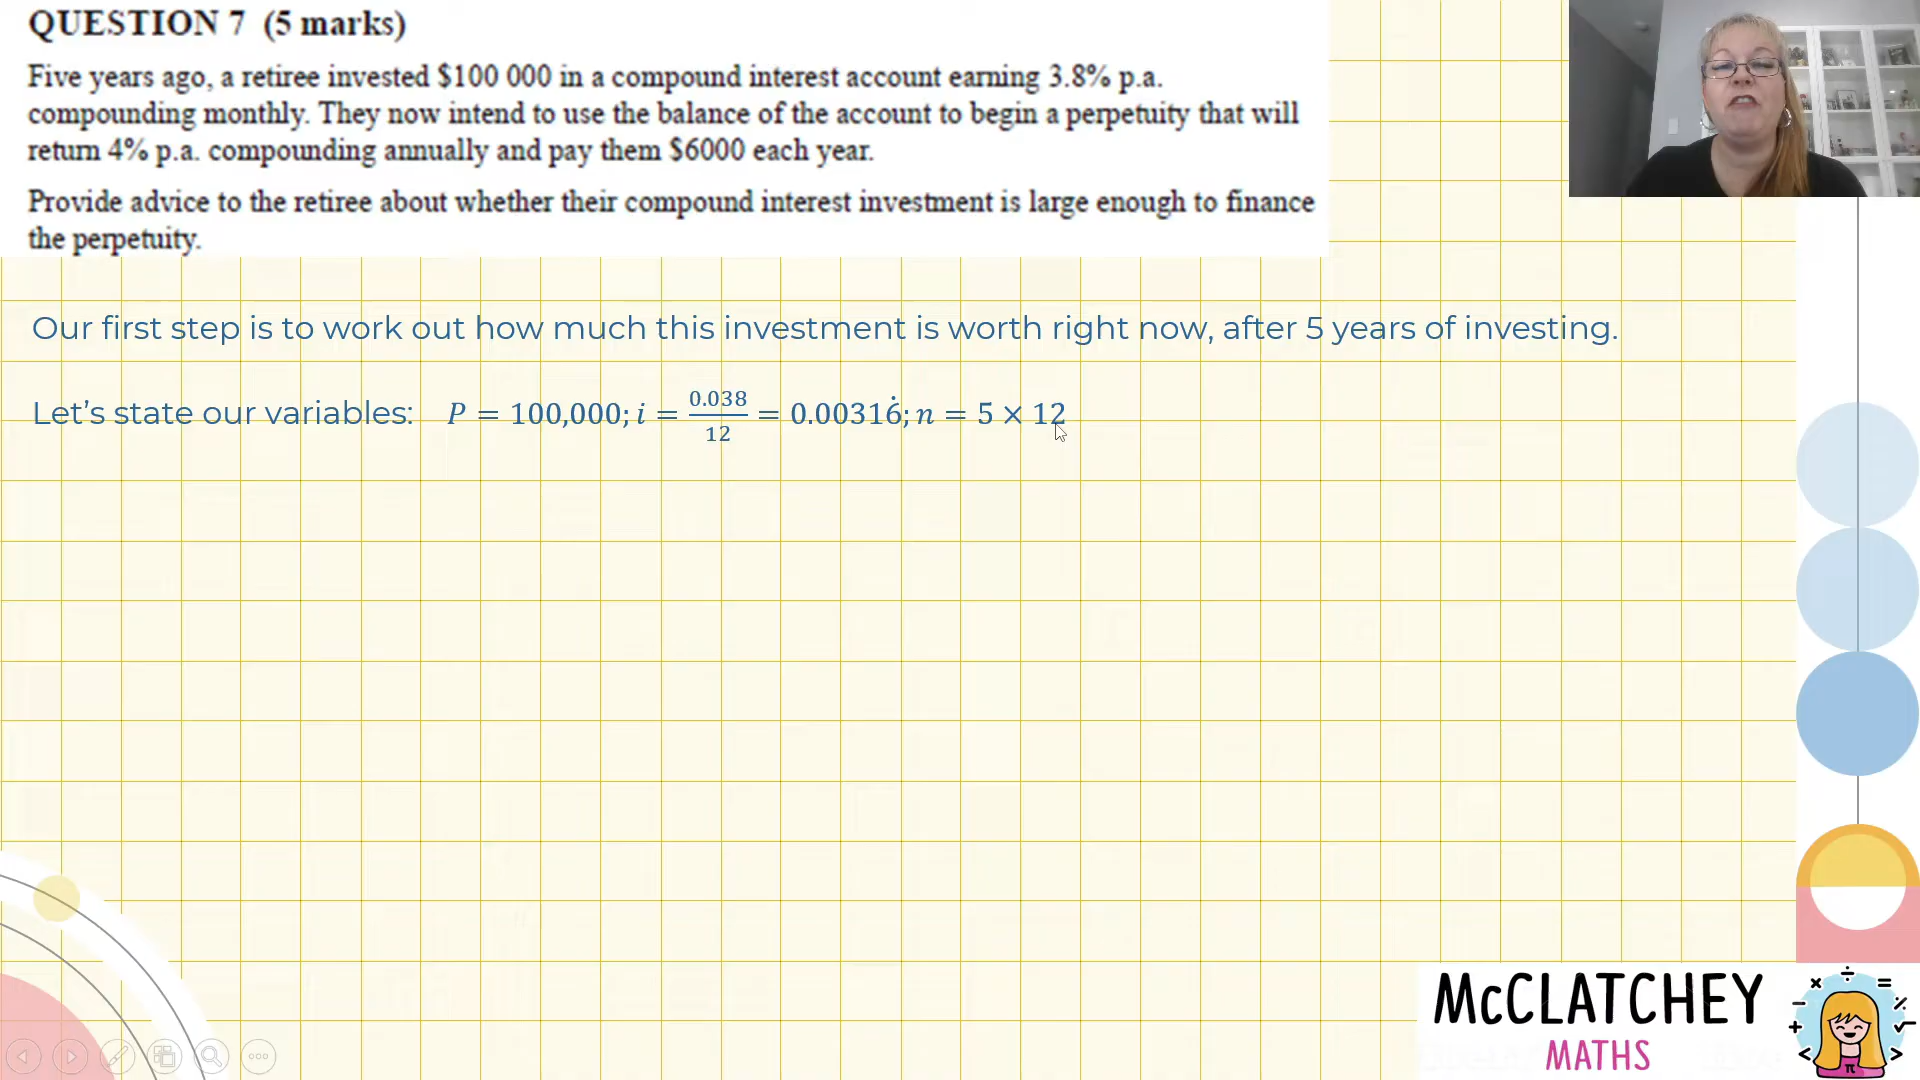 QUESTION 7 (5 marks)
Five years ago, a retiree invested $100 000 in a compound interest account earning 3.8% p.a.
compounding monthly. They now intend to use the balance of the account to begin a perpetuity that will
return 4% p.a. compounding annually and pay them $6000 each year.
Provide advice to the retiree about whether their compound interest investment is large enough to finance
the perpetuity.
Our first step is to work out how much this investment is worth right now, after 5 years of investing.
Let's state our variables: P = 100,000; i = 0.038/12 = 0.00316̇; n = 5 × 12
McCLATCHEY
MATHS